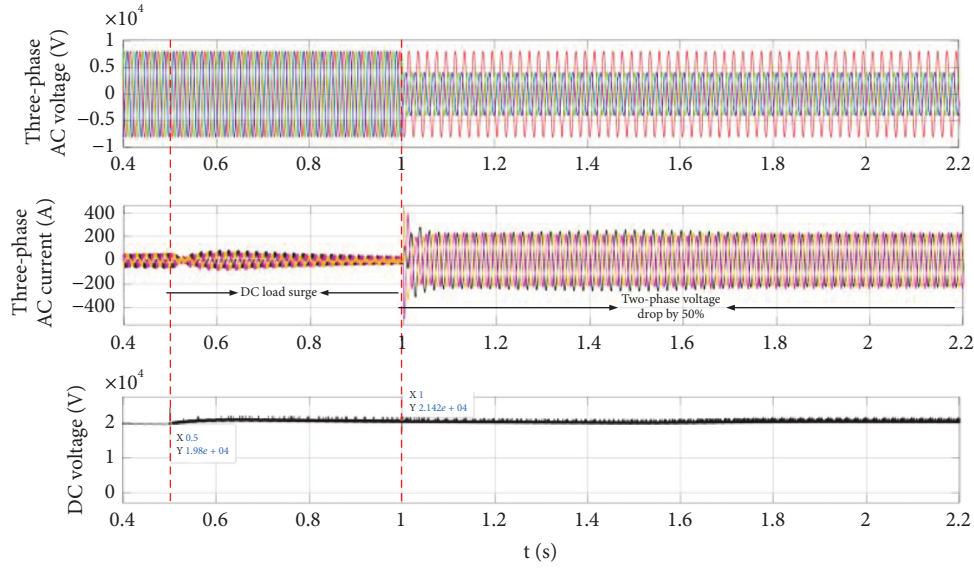 ×10⁴
Three-phase
AC voltage (V)
1
0.5
0
−0.5
−1
0.4 0.6 0.8 1 1.2 1.4 1.6 1.8 2 2.2
Three-phase
AC current (A)
400
200
0
−200
−400
DC load surge
Two-phase voltage
drop by 50%
0.4 0.6 0.8 1 1.2 1.4 1.6 1.8 2 2.2
×10⁴
DC voltage (V)
2
1
0
X 0.5
Y 1.98e + 04
X 1
Y 2.142e + 04
0.4 0.6 0.8 1 1.2 1.4 1.6 1.8 2 2.2
t (s)